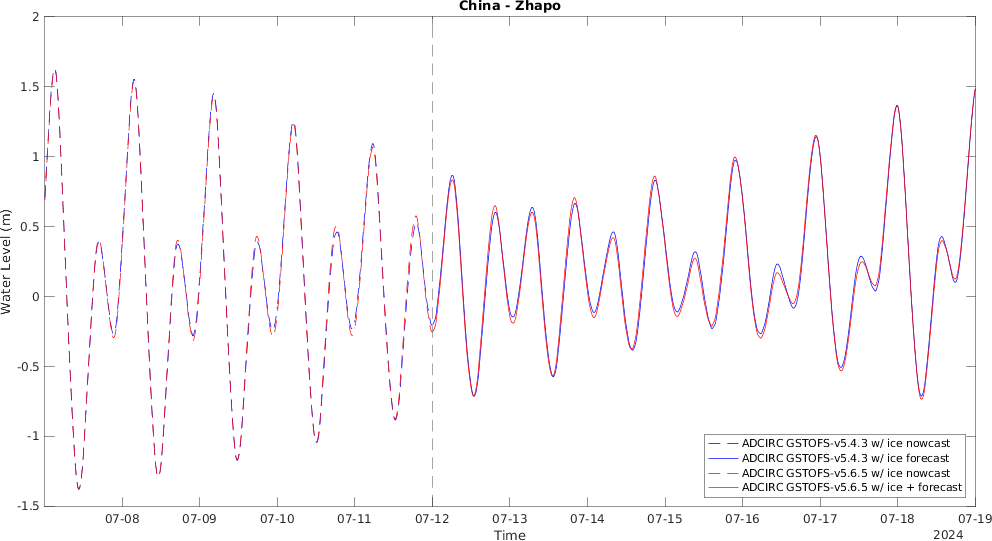 China - Zhapo
Water Level (m)
2
1.5
1
0.5
0
-0.5
-1
-1.5
ADCIRC GSTOFS-v5.4.3 w/ ice nowcast
ADCIRC GSTOFS-v5.4.3 w/ ice forecast
ADCIRC GSTOFS-v5.6.5 w/ ice nowcast
ADCIRC GSTOFS-v5.6.5 w/ ice + forecast
07-08 07-09 07-10 07-11 07-12 07-13 07-14 07-15 07-16 07-17 07-18 07-19
Time
2024